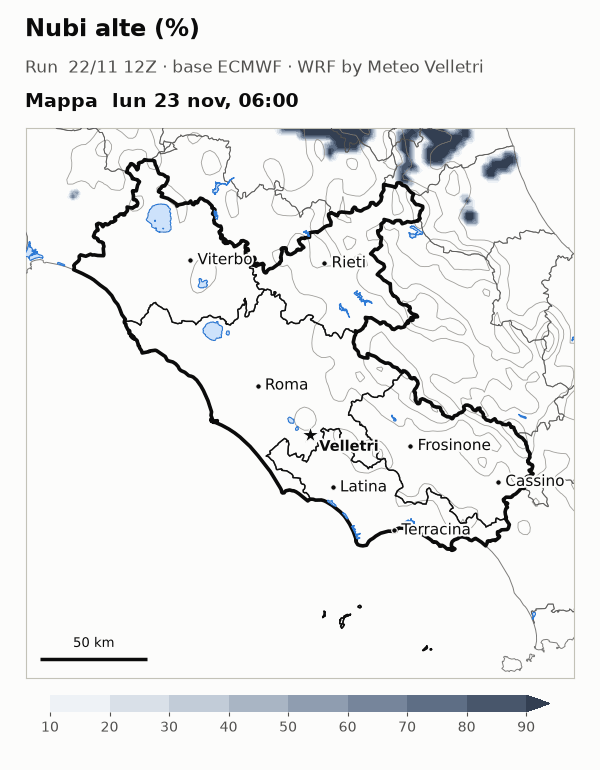 Nubi alte (%)
Run  22/11 12Z · base ECMWF · WRF by Meteo Velletri
Mappa  lun 23 nov, 06:00
Viterbo
Rieti
Roma
Velletri
Frosinone
Cassino
Latina
Terracina
50 km
10 20 30 40 50 60 70 80 90